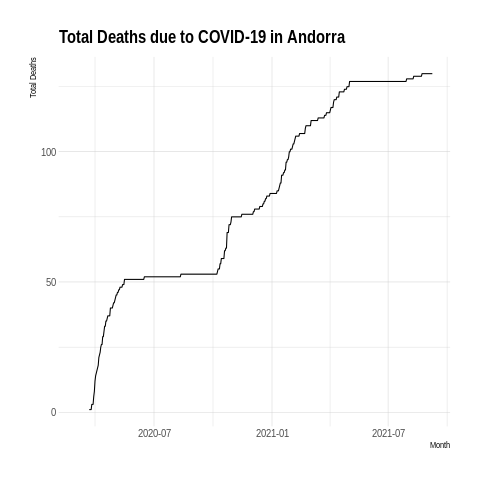 Total Deaths due to COVID-19 in Andorra
Total Deaths
100
50
0
2020-07
2021-01
2021-07
Month